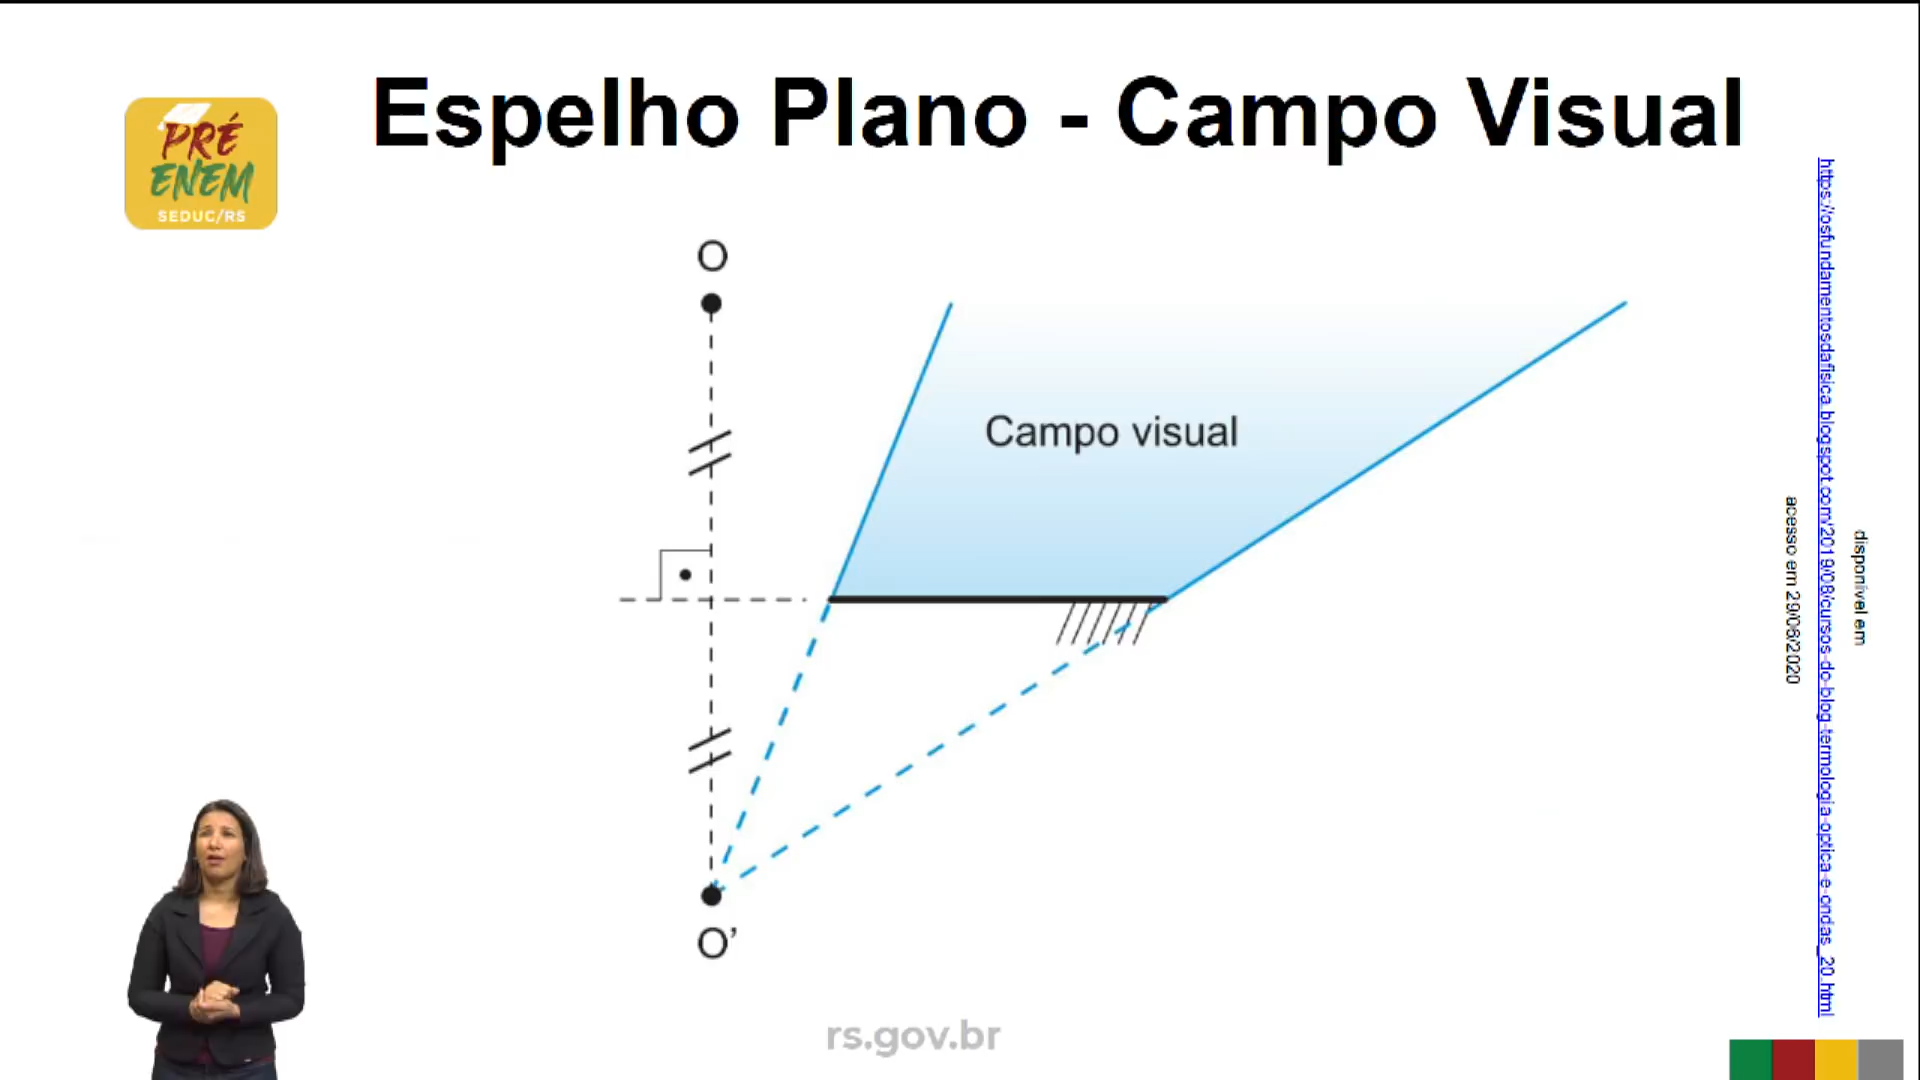 Espelho Plano - Campo Visual
PRÉ
ENEM
SEDUC/RS
O
Campo visual
O’
disponível em
https://osfundamentosdafisica.blogspot.com/2019/08/cursos-do-blog-termologia-optica-e-ondas_20.html
acesso em 29/06/2020
rs.gov.br